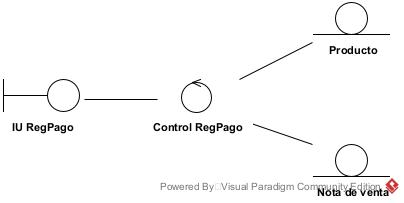 Producto
IU RegPago
Control RegPago
Powered By Visual Paradigm Community Edition
Nota de venta